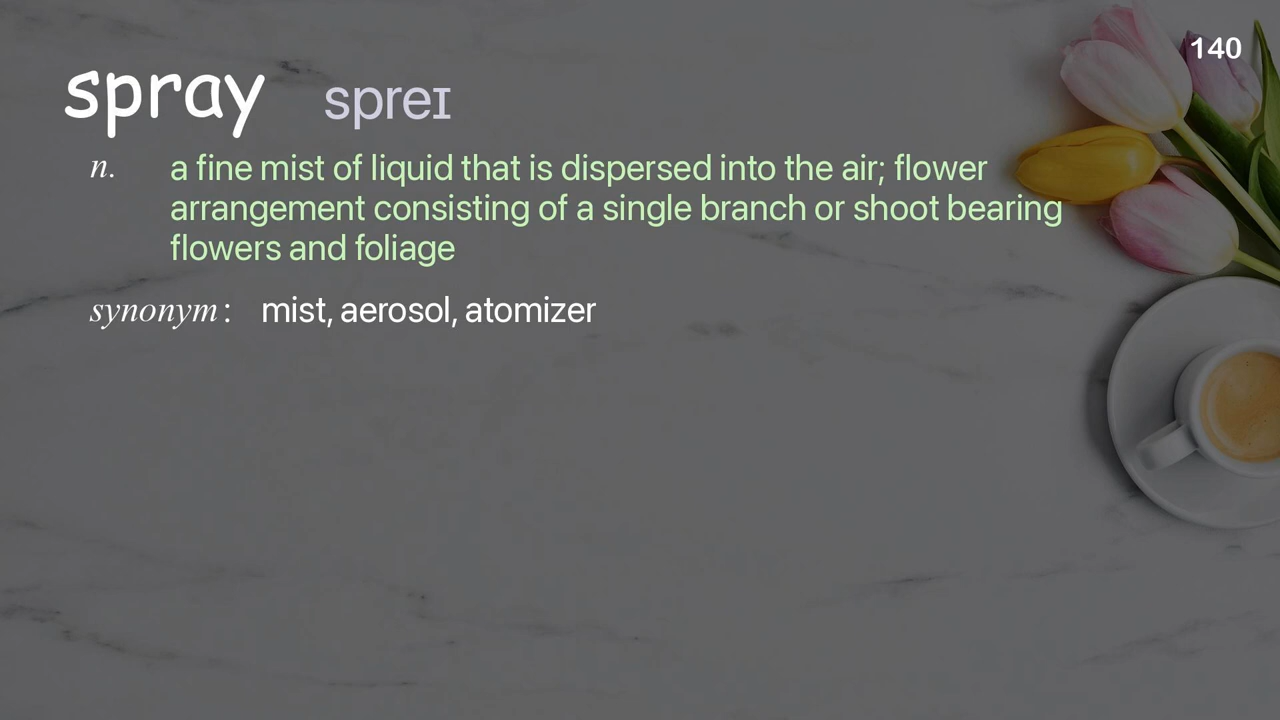 140
spray spreɪ
n. a fine mist of liquid that is dispersed into the air; flower
arrangement consisting of a single branch or shoot bearing
flowers and foliage
synonym: mist, aerosol, atomizer